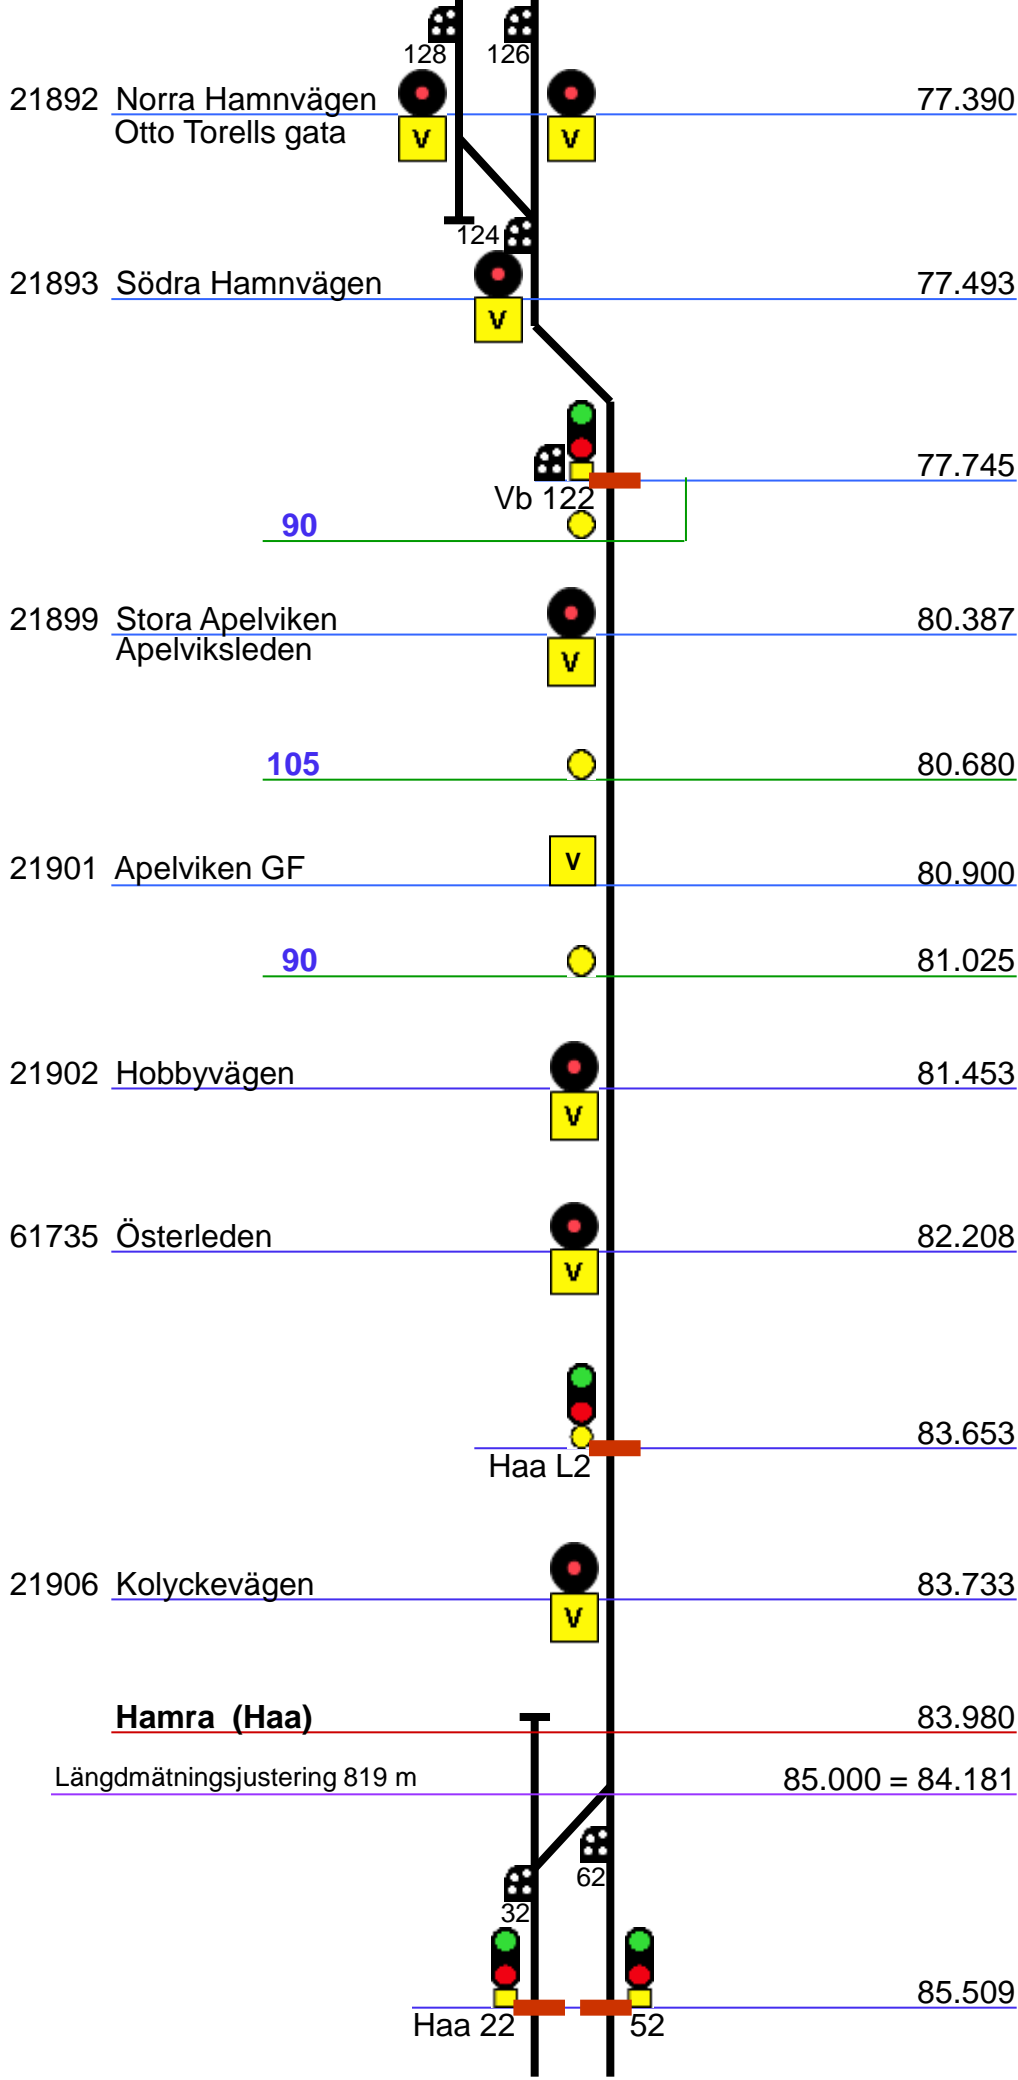 128 126
21892 Norra Hamnvägen 77.390
Otto Torells gata
V V
124
21893 Södra Hamnvägen 77.493
V
77.745
Vb 122
90
21899 Stora Apelviken 80.387
Apelviksleden
V
105 80.680
21901 Apelviken GF V 80.900
90 81.025
21902 Hobbyvägen 81.453
V
61735 Österleden 82.208
V
83.653
Haa L2
21906 Kolyckevägen 83.733
V
Hamra (Haa) 83.980
Längdmätningsjustering 819 m 85.000 = 84.181
62
32
85.509
Haa 22 52